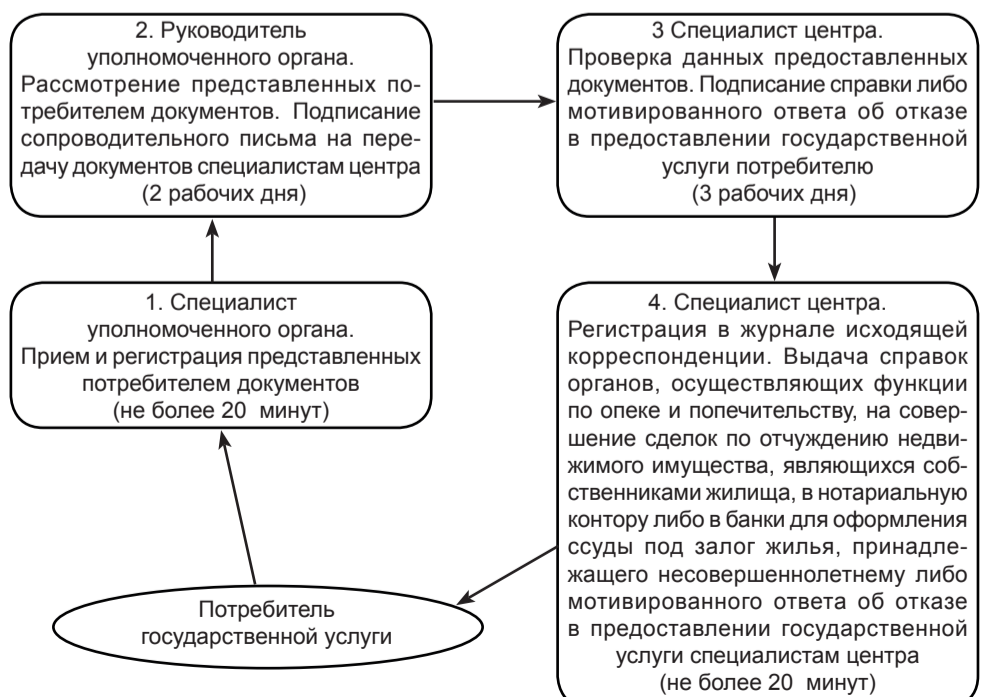 2. Руководитель
уполномоченного органа.
Рассмотрение представленных по-
требителем документов. Подписание
сопроводительного письма на пере-
дачу документов специалистам центра
(2 рабочих дня)
3 Специалист центра.
Проверка данных предоставленных
документов. Подписание справки либо
мотивированного ответа об отказе
в предоставлении государственной
услуги потребителю
(3 рабочих дня)
1. Специалист
уполномоченного органа.
Прием и регистрация представленных
потребителем документов
(не более 20 минут)
4. Специалист центра.
Регистрация в журнале исходящей
корреспонденции. Выдача справок
органов, осуществляющих функции
по опеке и попечительству, на совер-
шение сделок по отчуждению недви-
жимого имущества, являющихся соб-
ственниками жилища, в нотариальную
контору либо в банки для оформления
ссуды под залог жилья, принадле-
жащего несовершеннолетнему либо
мотивированного ответа об отказе
в предоставлении государственной
услуги специалистам центра
(не более 20 минут)
Потребитель
государственной услуги